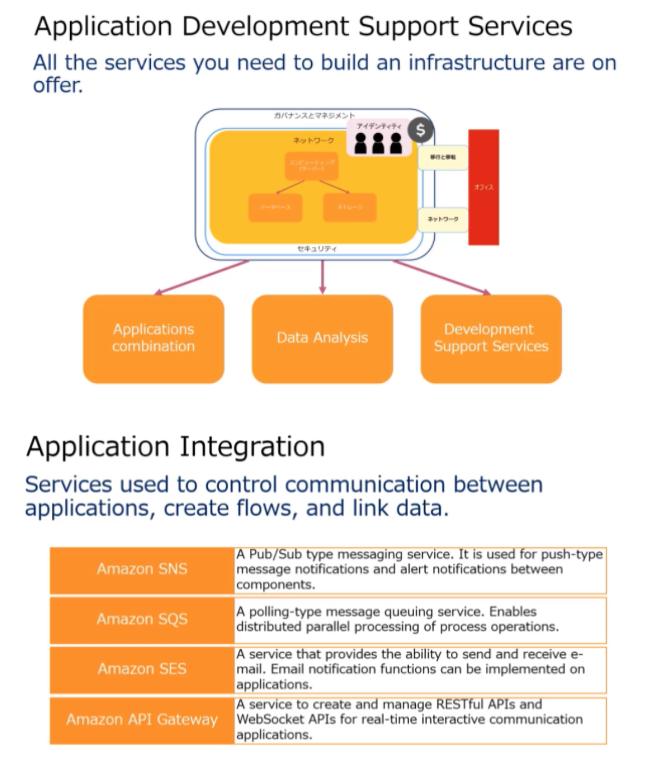 Application Development Support Services
All the services you need to build an infrastructure are on
offer.
ガバナンスとマネジメント
アイデンティティ
$
ネットワーク
コンピューティング
(サーバー)
データベース
ストレージ
移行と移転
ネットワーク
オフィス
セキュリティ
Applications
combination
Data Analysis
Development
Support Services
Application Integration
Services used to control communication between
applications, create flows, and link data.
Amazon SNS
A Pub/Sub type messaging service. It is used for push-type
message notifications and alert notifications between
components.
Amazon SQS
A polling-type message queuing service. Enables
distributed parallel processing of process operations.
Amazon SES
A service that provides the ability to send and receive e-
mail. Email notification functions can be implemented on
applications.
Amazon API Gateway
A service to create and manage RESTful APIs and
WebSocket APIs for real-time interactive communication
applications.